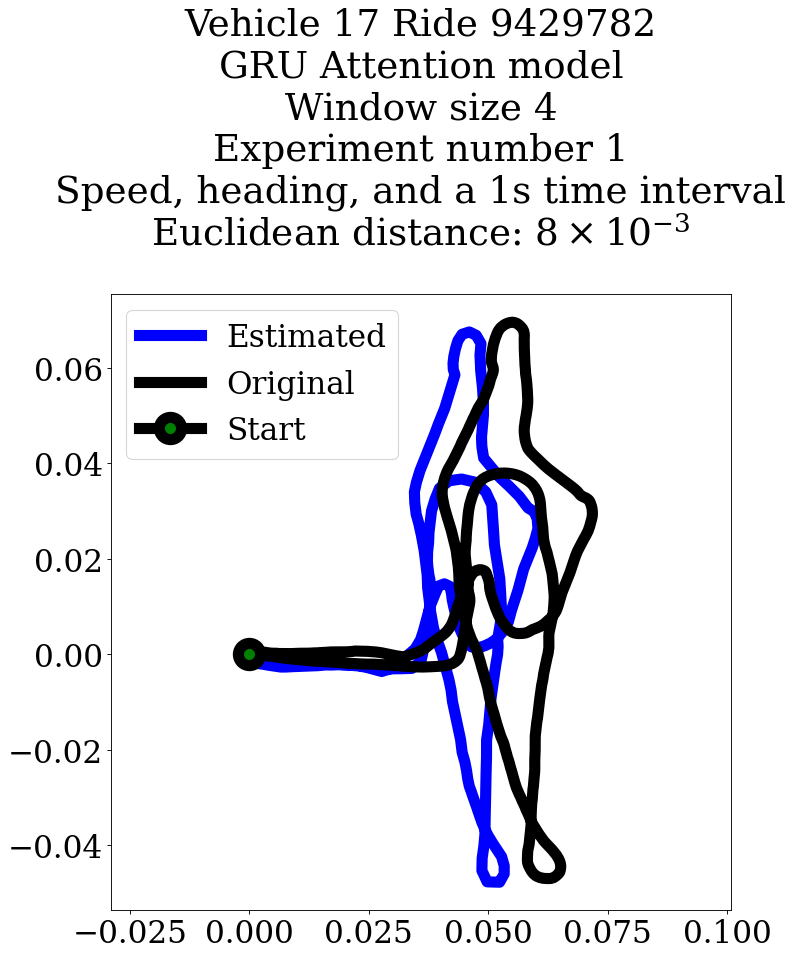 Vehicle 17 Ride 9429782
GRU Attention model
Window size 4
Experiment number 1
Speed, heading, and a 1s time interval
Euclidean distance: 8 × 10⁻³
Estimated
Original
Start
0.06
0.04
0.02
0.00
−0.02
−0.04
−0.025 0.000 0.025 0.050 0.075 0.100